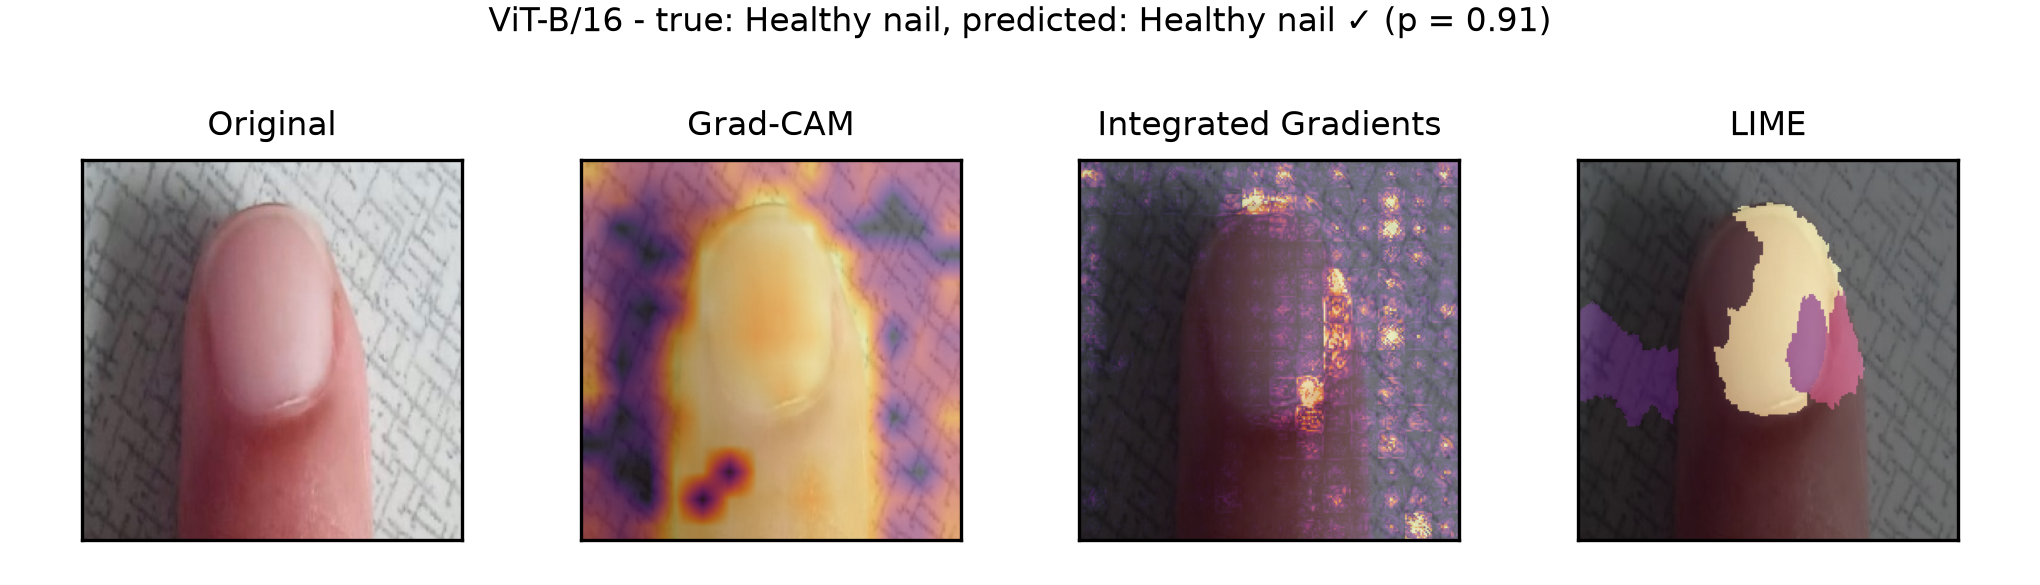 ViT-B/16 - true: Healthy nail, predicted: Healthy nail ✓ (p = 0.91)
Original
Grad-CAM
Integrated Gradients
LIME